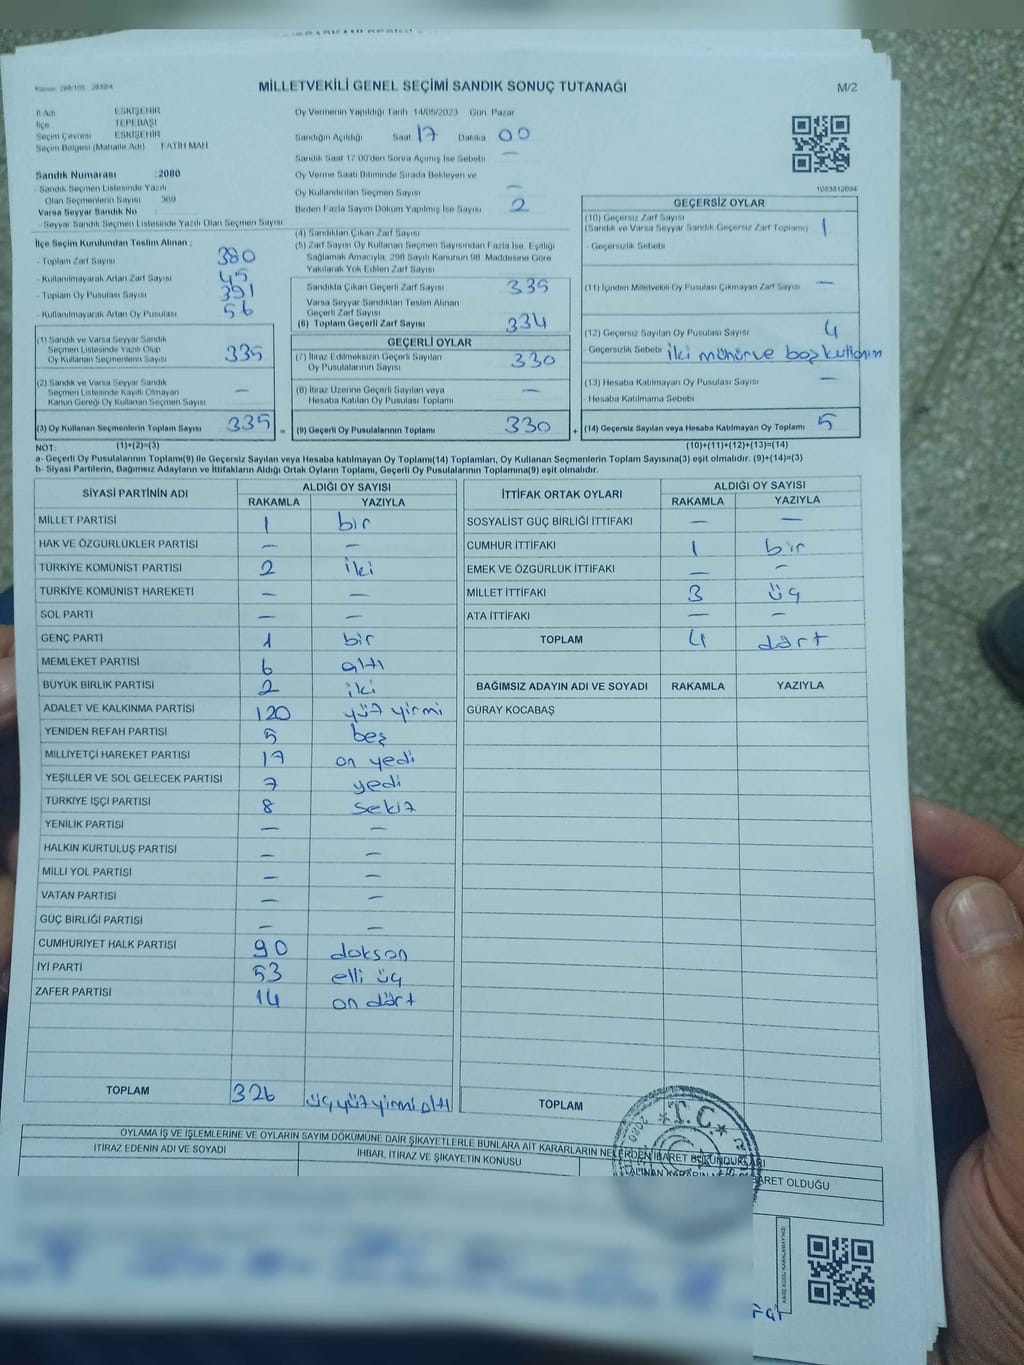 MİLLETVEKİLİ GENEL SEÇİMİ SANDIK SONUÇ TUTANAĞI
M/2
İl Adı ESKİŞEHİR
İlçe TEPEBAŞI
Seçim Çevresi ESKİŞEHİR
Seçim Bölgesi (Mahalle Adı) FATİH MAH
Sandık Numarası :2080
- Sandık Seçmen Listesinde Yazılı
Olan Seçmenlerin Sayısı 369
Varsa Seyyar Sandık No
- Seyyar Sandık Seçmen Listesinde Yazılı Olan Seçmen Sayısı
Oy Vermenin Yapıldığı Tarih 14/05/2023 Gün Pazar
Sandığın Açıldığı Saat 17 Dakika 00
Sandık Saat 17:00'den Sonra Açılmış İse Sebebi —
Oy Verme Saati Bitiminde Sırada Bekleyen ve
Oy Kullandırılan Seçmen Sayısı —
Birden Fazla Sayım Döküm Yapılmış İse Sayısı 2
1083812094
İlçe Seçim Kurulundan Teslim Alınan ;
- Toplam Zarf Sayısı 380
- Kullanılmayarak Artan Zarf Sayısı 45
- Toplam Oy Pusulası Sayısı 391
- Kullanılmayarak Artan Oy Pusulası 56
(1) Sandık ve Varsa Seyyar Sandık
Seçmen Listesinde Yazılı Olup
Oy Kullanan Seçmenlerin Sayısı 335
(2) Sandık ve Varsa Seyyar Sandık
Seçmen Listesinde Kayıtlı Olmayan
Kanun Gereği Oy Kullanan Seçmen Sayısı —
(3) Oy Kullanan Seçmenlerin Toplam Sayısı 335 =
(4) Sandıktan Çıkan Zarf Sayısı
(5) Zarf Sayısı Oy Kullanan Seçmen Sayısından Fazla İse, Eşitliği
Sağlamak Amacıyla, 298 Sayılı Kanunun 98. Maddesine Göre
Yakılarak Yok Edilen Zarf Sayısı
Sandıkta Çıkan Geçerli Zarf Sayısı 335
Varsa Seyyar Sandıktan Teslim Alınan
Geçerli Zarf Sayısı
(6) Toplam Geçerli Zarf Sayısı 334
GEÇERLİ OYLAR
(7) İtiraz Edilmeksizin Geçerli Sayılan
Oy Pusulasının Sayısı 330
(8) İtiraz Üzerine Geçerli Sayılan veya
Hesaba Katılan Oy Pusulası Toplamı —
(9) Geçerli Oy Pusulalarının Toplamı 330 +
GEÇERSİZ OYLAR
(10) Geçersiz Zarf Sayısı
(Sandık ve Varsa Seyyar Sandık Geçersiz Zarf Toplamı) 1
- Geçersizlik Sebebi
(11) İçinden Milletvekili Oy Pusulası Çıkmayan Zarf Sayısı —
(12) Geçersiz Sayılan Oy Pusulası Sayısı 4
Geçersizlik Sebebi iki mühürve boş kullanım
(13) Hesaba Katılmayan Oy Pusulası Sayısı —
- Hesaba Katılmama Sebebi
(14) Geçersiz Sayılan veya Hesaba Katılmayan Oy Toplamı 5
NOT: (1)+(2)=(3) (10)+(11)+(12)+(13)=(14)
a- Geçerli Oy Pusulalarının Toplamı(9) ile Geçersiz Sayılan veya Hesaba katılmayan Oy Toplamı(14) Toplamları, Oy Kullanan Seçmenlerin Toplam Sayısına(3) eşit olmalıdır. (9)+(14)=(3)
b- Siyasi Partilerin, Bağımsız Adayların ve İttifakların Aldığı Ortak Oyların Toplamı, Geçerli Oy Pusulalarının Toplamına(9) eşit olmalıdır.
SİYASİ PARTİNİN ADI ALDIĞI OY SAYISI
RAKAMLA YAZIYLA
MİLLET PARTİSİ 1 bir
HAK VE ÖZGÜRLÜKLER PARTİSİ — —
TÜRKİYE KOMÜNİST PARTİSİ 2 iki
TÜRKİYE KOMÜNİST HAREKETİ — —
SOL PARTİ — —
GENÇ PARTİ 1 bir
MEMLEKET PARTİSİ 6 altı
BÜYÜK BİRLİK PARTİSİ 2 iki
ADALET VE KALKINMA PARTİSİ 120 yüz yirmi
YENİDEN REFAH PARTİSİ 5 beş
MİLLİYETÇİ HAREKET PARTİSİ 17 on yedi
YEŞİLLER VE SOL GELECEK PARTİSİ 7 yedi
TÜRKİYE İŞÇİ PARTİSİ 8 sekiz
YENİLİK PARTİSİ — —
HALKIN KURTULUŞ PARTİSİ — —
MİLLİ YOL PARTİSİ — —
VATAN PARTİSİ — —
GÜÇ BİRLİĞİ PARTİSİ — —
CUMHURİYET HALK PARTİSİ 90 doksan
İYİ PARTİ 53 elli üç
ZAFER PARTİSİ 14 on dört
TOPLAM 326 üçyüzyirmialtı
İTTİFAK ORTAK OYLARI ALDIĞI OY SAYISI
RAKAMLA YAZIYLA
SOSYALİST GÜÇ BİRLİĞİ İTTİFAKI — —
CUMHUR İTTİFAKI 1 bir
EMEK VE ÖZGÜRLÜK İTTİFAKI — —
MİLLET İTTİFAKI 3 üç
ATA İTTİFAKI — —
TOPLAM 4 dört
BAĞIMSIZ ADAYIN ADI VE SOYADI RAKAMLA YAZIYLA
GÜRAY KOCABAŞ
TOPLAM
T.C
OYLAMA İŞ VE İŞLEMLERİNE VE OYLARIN SAYIM DÖKÜMÜNE DAİR ŞİKAYETLERLE BUNLARA AİT KARARLARIN NELERDEN İBARET BULUNDUKLARI
İTİRAZ EDENİN ADI VE SOYADI İHBAR, İTİRAZ VE ŞİKAYETİN KONUSU